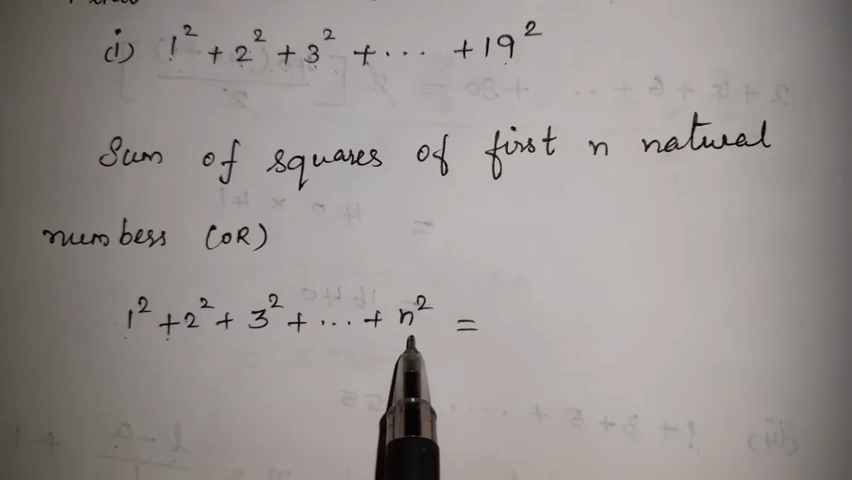 (i) 1² + 2² + 3² + ... + 19²
Sum of squares of first n natural
numbers (OR)
1² + 2² + 3² + ... + n² =